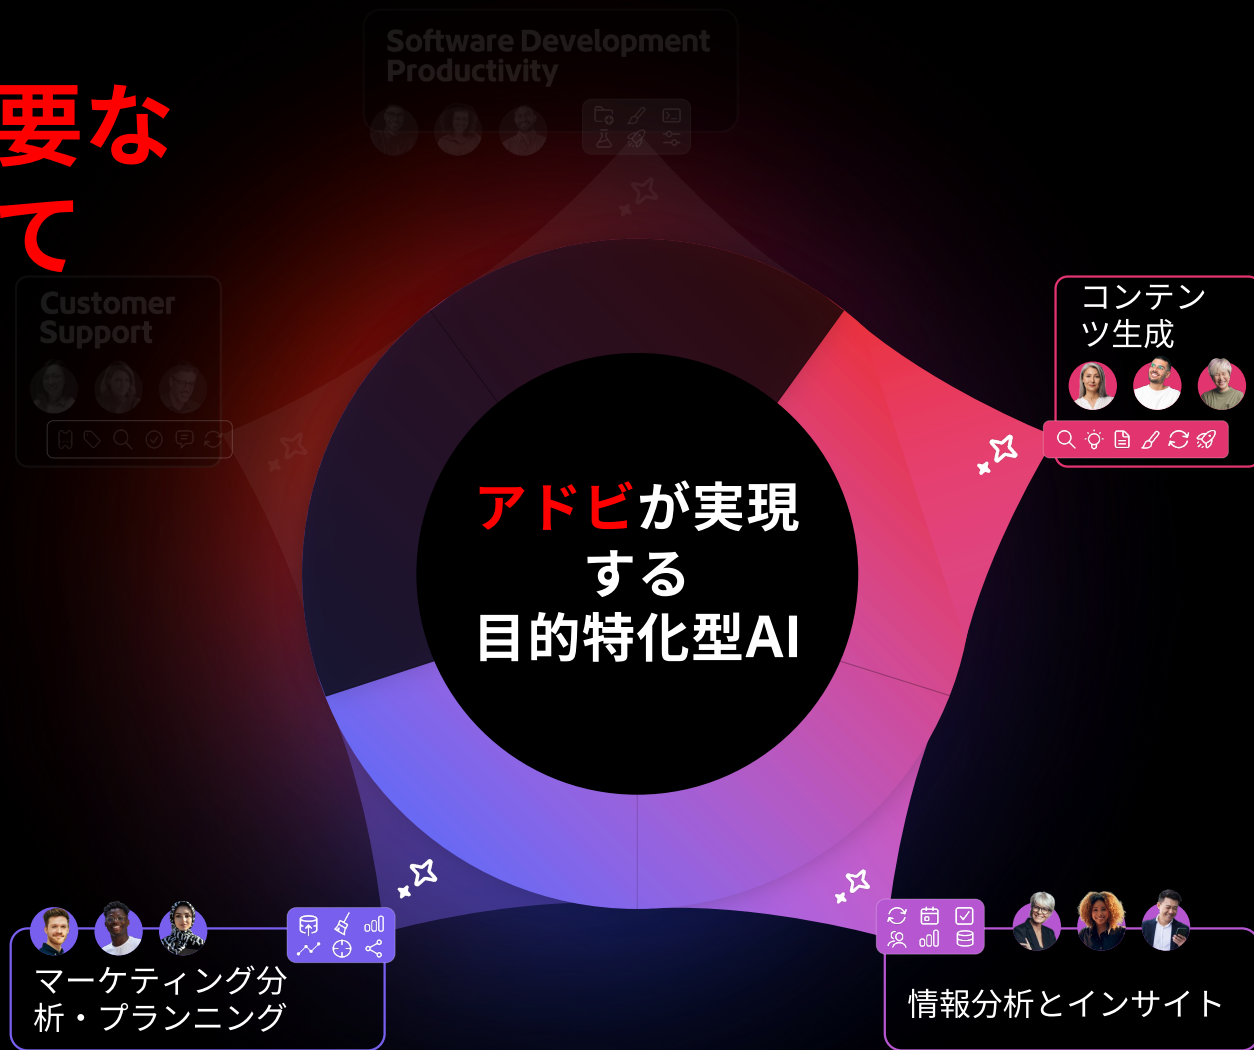 Software Development
Productivity
要な
て
Customer
Support
コンテン
ツ生成
アドビが実現
する
目的特化型AI
マーケティング分
析・プランニング
情報分析とインサイト